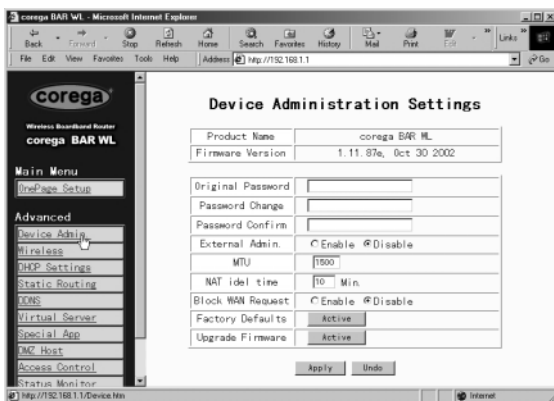 corega BAR WL - Microsoft Internet Explorer
Back Forward Stop Refresh Home Search Favorites History Mail Print Edit Links
File Edit View Favorites Tools Help Address http://192.168.1.1 Go
corega
Wireless Boardband Router
corega BAR WL
Main Menu
OnePage Setup
Advanced
Device Admin.
Wireless
DHCP Settings
Static Routing
DDNS
Virtual Server
Special App
DMZ Host
Access Control
Status Monitor
Device Administration Settings
Product Name corega BAR WL
Firmware Version 1.11.87e, Oct 30 2002
Original Password
Password Change
Password Confirm
External Admin. Enable Disable
MTU 1500
NAT idel time 10 Min.
Block WAN Request Enable Disable
Factory Defaults Active
Upgrade Firmware Active
Apply Undo
http://192.168.1.1/Device.htm Internet